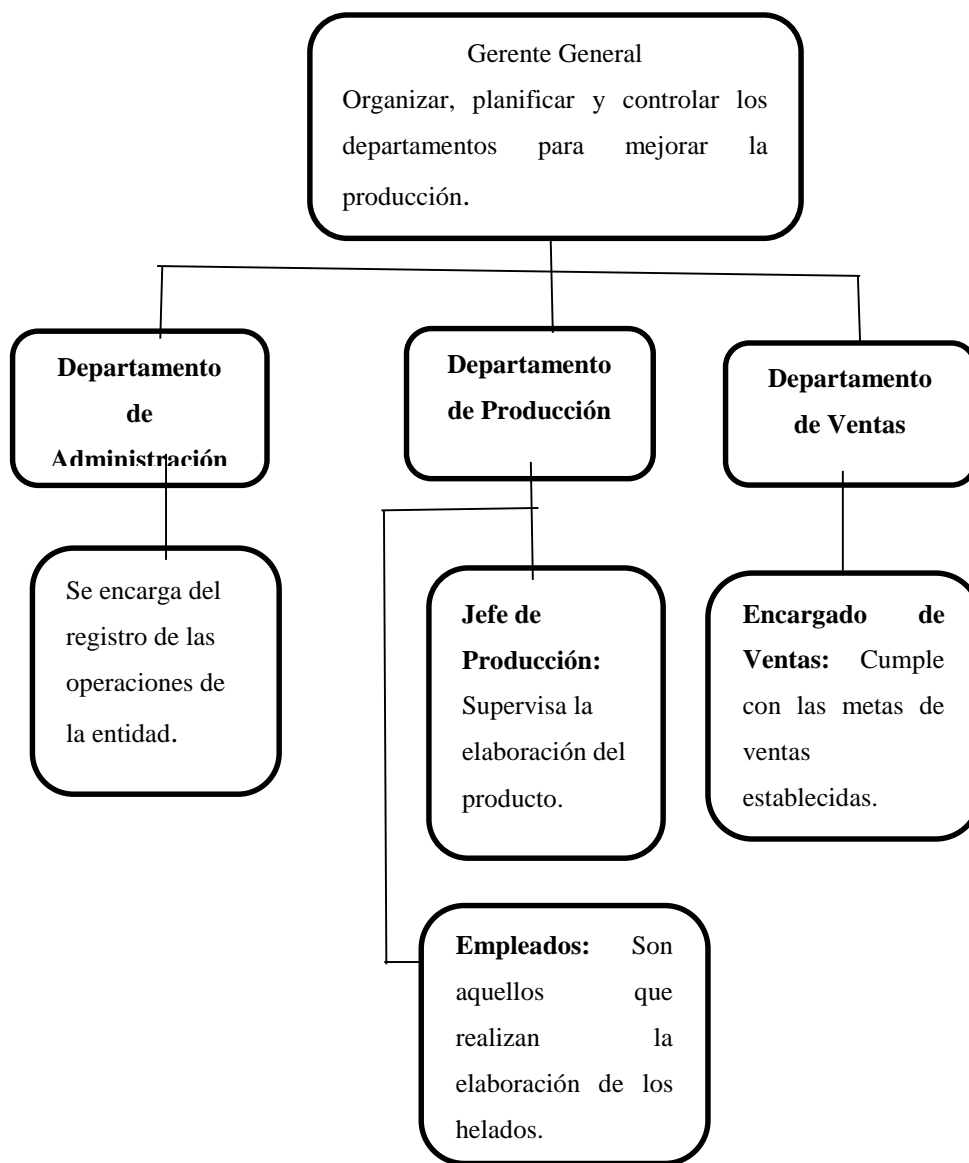 Gerente General
Organizar, planificar y controlar los
departamentos para mejorar la
producción.
Departamento
de
Administración
Departamento
de Producción
Departamento
de Ventas
Se encarga del
registro de las
operaciones de
la entidad.
Jefe de
Producción:
Supervisa la
elaboración del
producto.
Encargado de
Ventas: Cumple
con las metas de
ventas
establecidas.
Empleados: Son
aquellos que
realizan la
elaboración de los
helados.